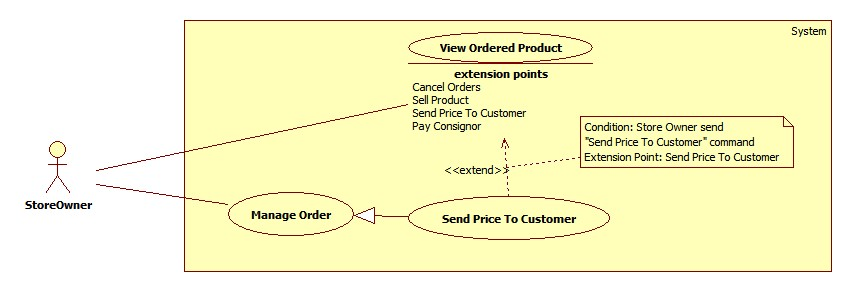 System
View Ordered Product
extension points
Cancel Orders
Sell Product
Send Price To Customer
Pay Consignor
Condition: Store Owner send
"Send Price To Customer" command
Extension Point: Send Price To Customer
<<extend>>
StoreOwner
Manage Order
Send Price To Customer